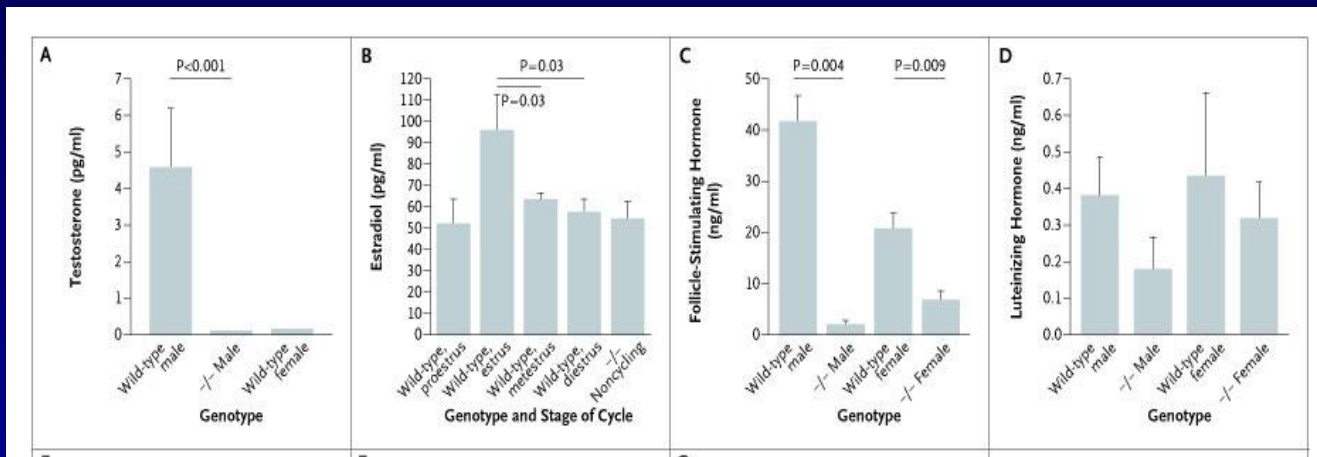 A
P<0.001
7
6
5
4
3
2
1
0
Testosterone (pg/ml)
Wild-type male
–/– Male
Wild-type female
Genotype
B
P=0.03
P=0.03
120
110
100
90
80
70
60
50
40
30
20
10
0
Estradiol (pg/ml)
Wild-type, proestrus
Wild-type, estrus
Wild-type, metestrus
Wild-type, diestrus
–/– Noncycling
Genotype and Stage of Cycle
C
P=0.004
P=0.009
50
40
30
20
10
0
Follicle-Stimulating Hormone
(ng/ml)
Wild-type male
–/– Male
Wild-type female
–/– Female
Genotype
D
0.7
0.6
0.5
0.4
0.3
0.2
0.1
0.0
Luteinizing Hormone (ng/ml)
Wild-type male
–/– Male
Wild-type female
–/– Female
Genotype